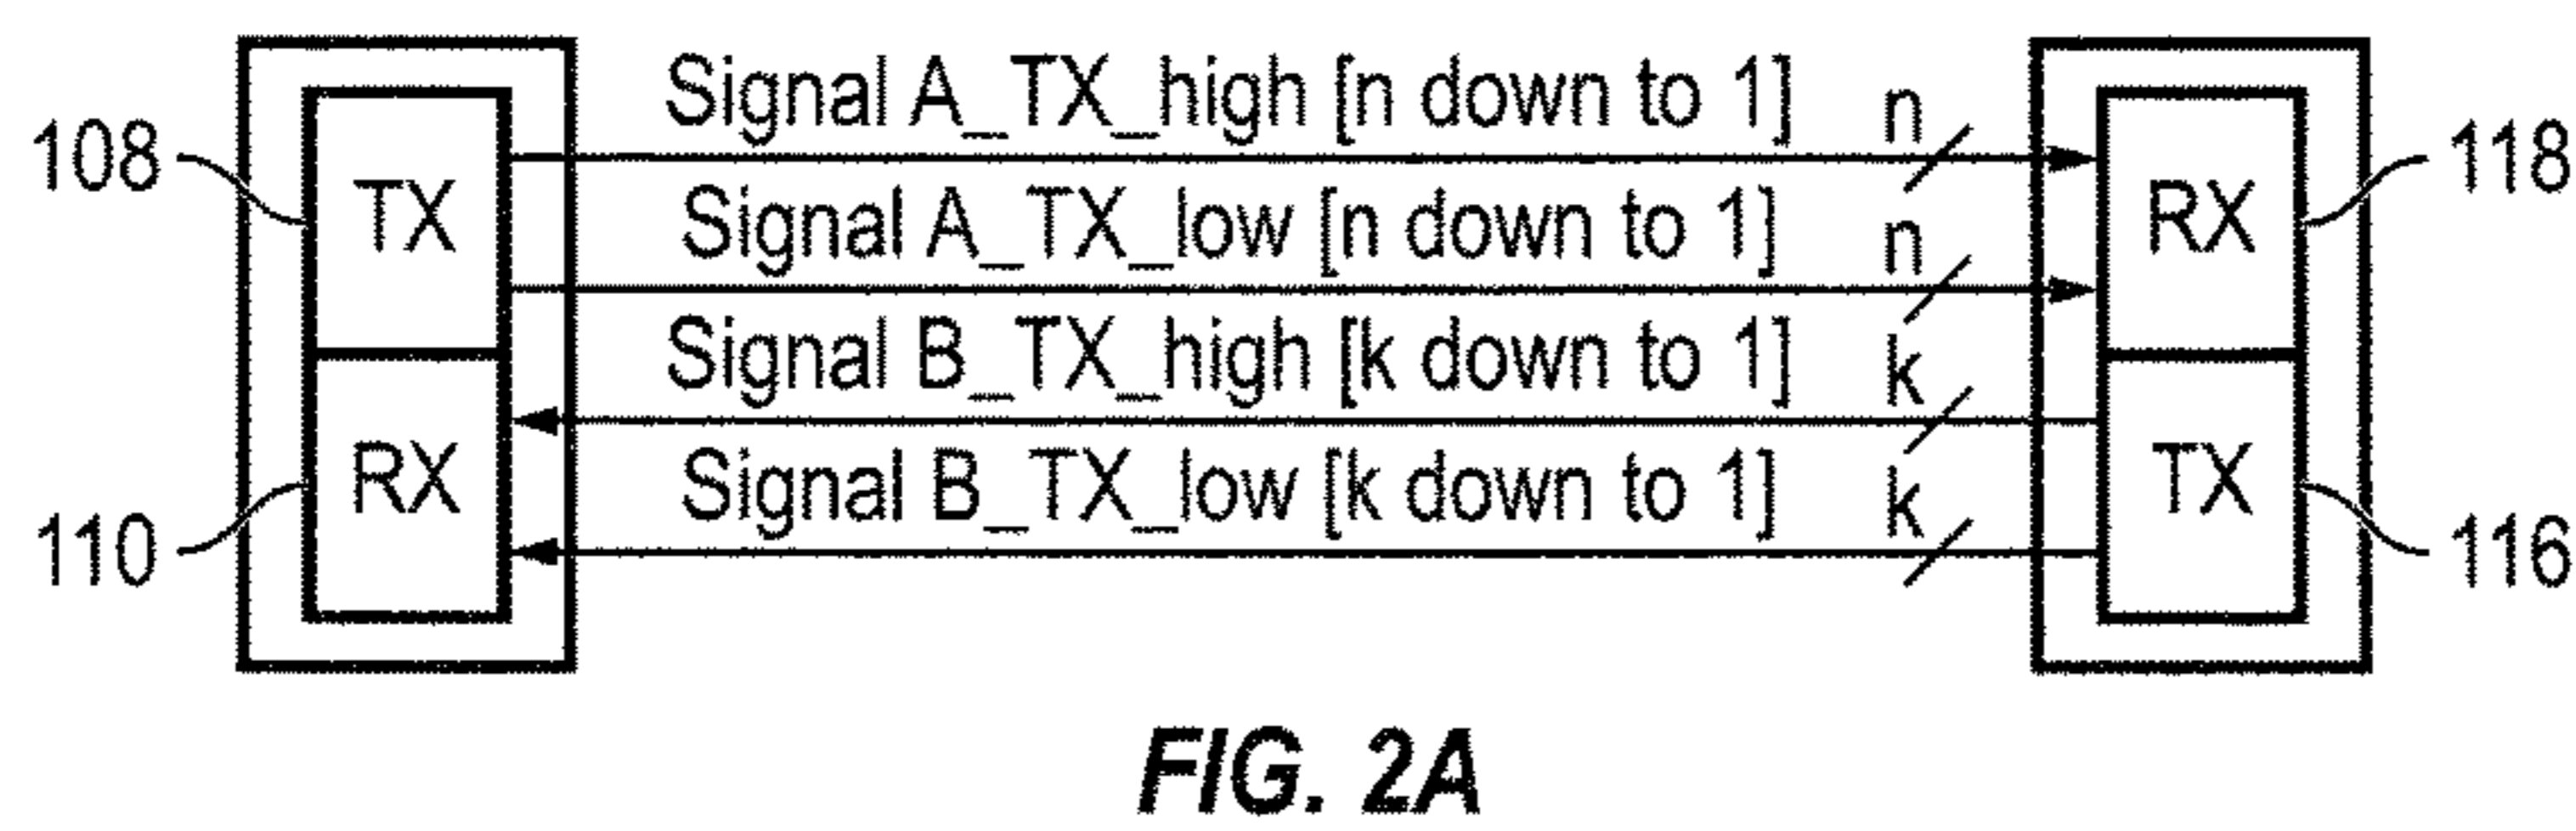 Signal A_TX_high [n down to 1] n
108 TX RX 118
Signal A_TX_low [n down to 1] n
Signal B_TX_high [k down to 1] k
110 RX TX 116
Signal B_TX_low [k down to 1] k
FIG. 2A